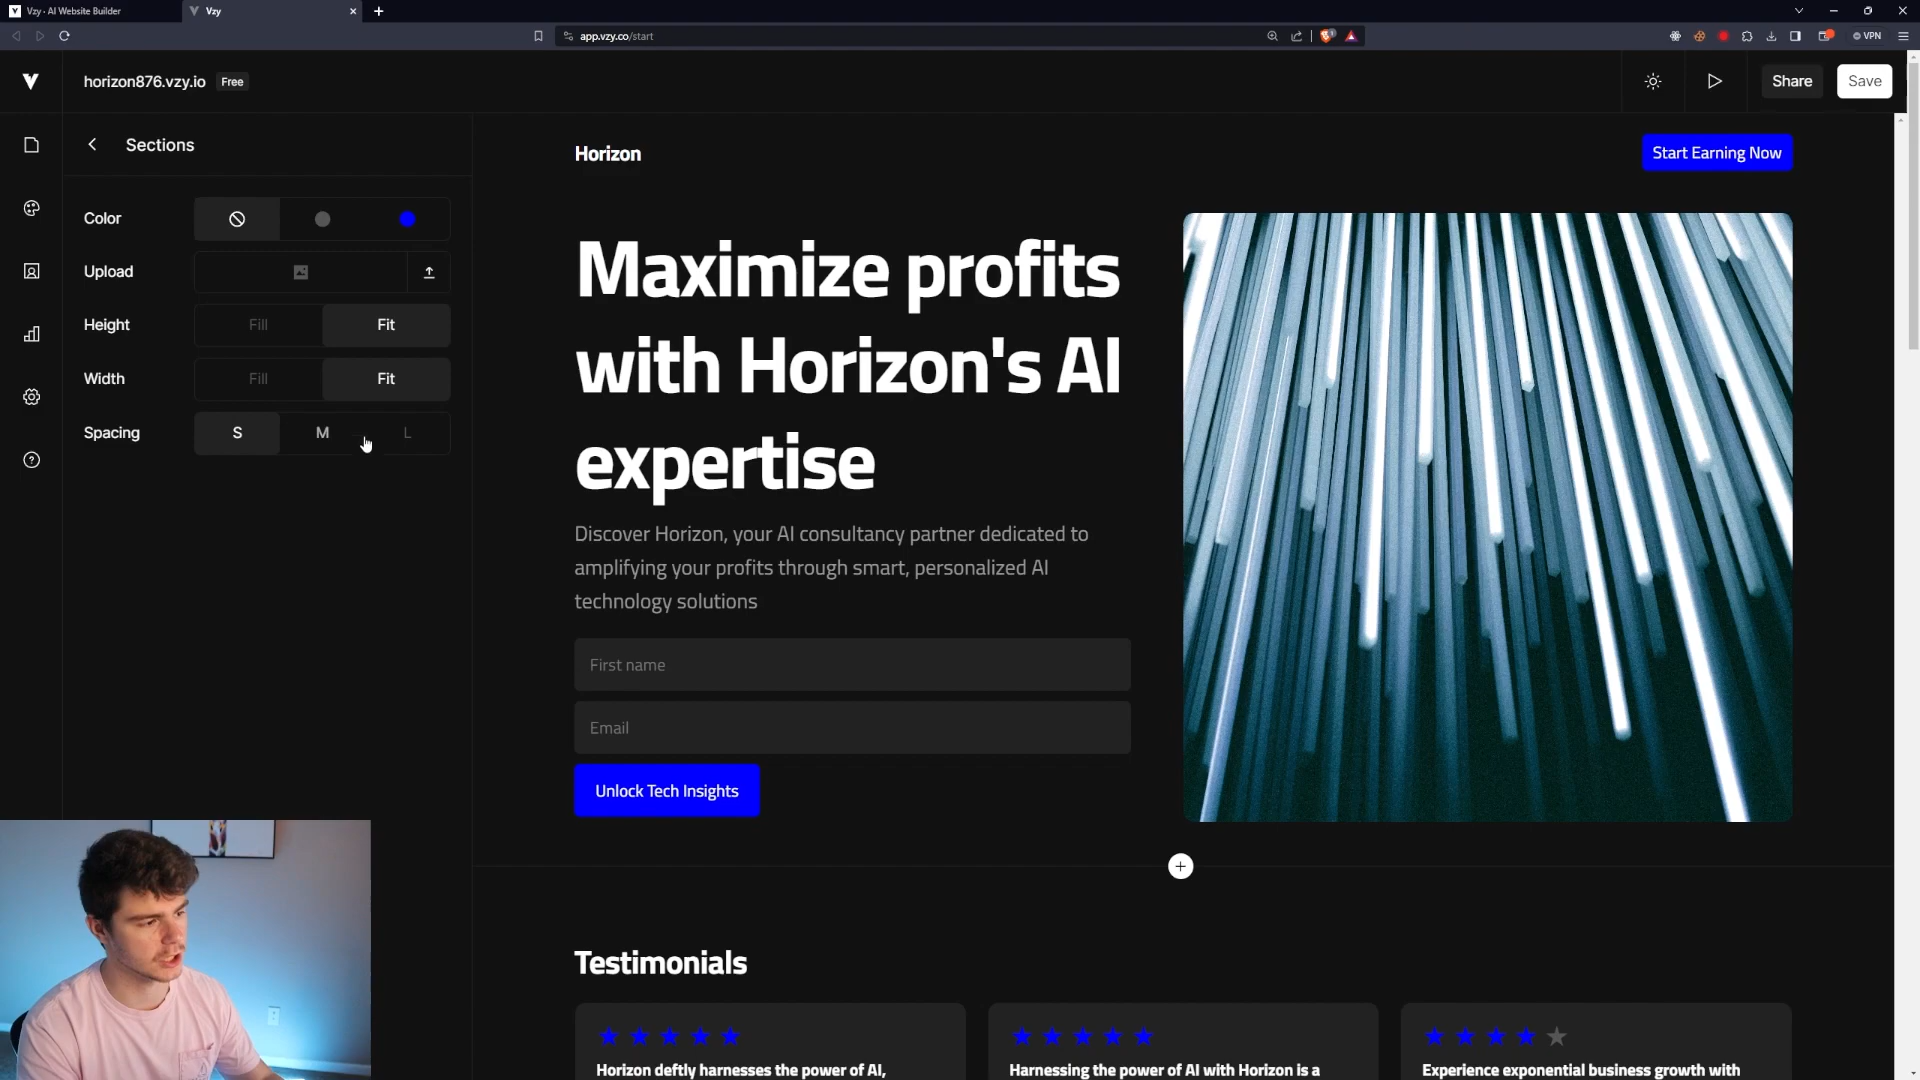 Vzy - AI Website Builder
Vzy
app.vzy.co/start
VPN
horizon876.vzy.io
Free
Share
Save
Sections
Color
Upload
Height
Fill
Fit
Width
Fill
Fit
Spacing
S
M
L
Horizon
Start Earning Now
Maximize profits
with Horizon's AI
expertise
Discover Horizon, your AI consultancy partner dedicated to
amplifying your profits through smart, personalized AI
technology solutions
First name
Email
Unlock Tech Insights
Testimonials
Horizon deftly harnesses the power of AI,
Harnessing the power of AI with Horizon is a
Experience exponential business growth with